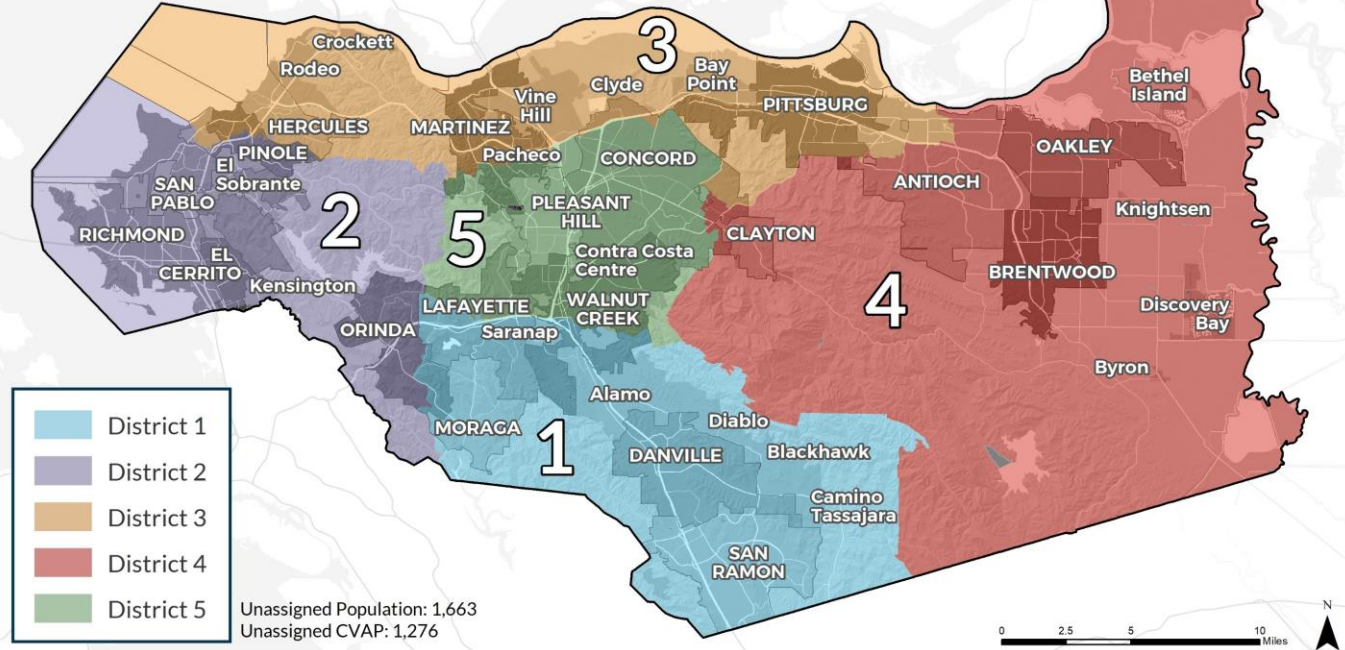 3
Crockett
Rodeo
Clyde
Bay
Point
Bethel
Island
Vine
Hill
PITTSBURG
HERCULES
MARTINEZ
OAKLEY
PINOLE
Pacheco
CONCORD
El
Sobrante
SAN
PABLO
ANTIOCH
2
5
PLEASANT
HILL
Knightsen
RICHMOND
CLAYTON
EL
CERRITO
Contra Costa
Centre
BRENTWOOD
Kensington
4
LAFAYETTE
WALNUT
CREEK
Discovery
Bay
ORINDA
Saranap
Byron
Alamo
MORAGA
1
Diablo
DANVILLE
Blackhawk
Camino
Tassajara
SAN
RAMON
District 1
District 2
District 3
District 4
District 5
Unassigned Population: 1,663
Unassigned CVAP: 1,276
N
0 2.5 5 10
Miles